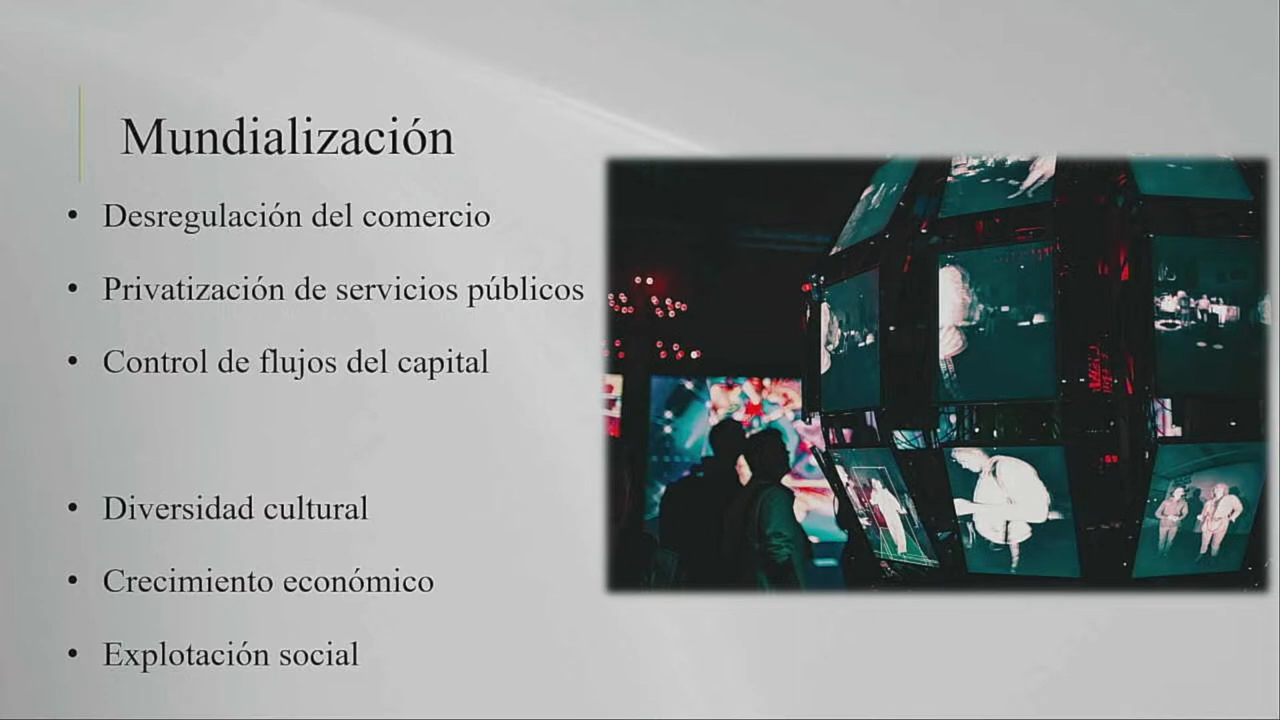 Mundialización
• Desregulación del comercio
• Privatización de servicios públicos
• Control de flujos del capital
• Diversidad cultural
• Crecimiento económico
• Explotación social